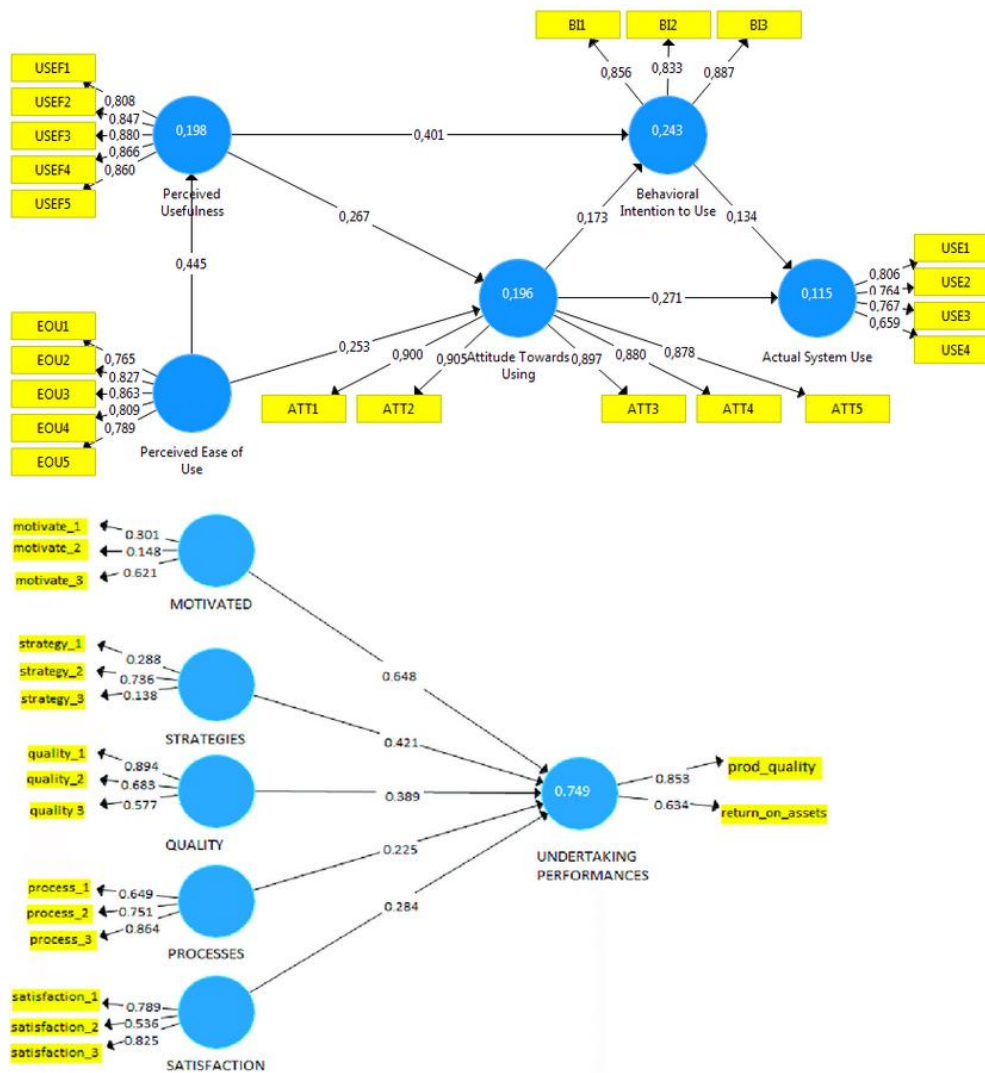 BI1
BI2
BI3
0,856
0,833
0,887
USEF1
USEF2
USEF3
USEF4
USEF5
0,808
0,847
0,880
0,866
0,860
0,198
Perceived
Usefulness
0,401
0,243
Behavioral
Intention to Use
0,267
0,173
0,134
0,445
0,196
Attitude Towards
Using
0,271
0,115
Actual System Use
0,806
0,764
0,767
0,659
USE1
USE2
USE3
USE4
EOU1
EOU2
EOU3
EOU4
EOU5
0,765
0,827
0,863
0,809
0,789
Perceived Ease of
Use
0,253
0,900
0,905
0,897
0,880
0,878
ATT1
ATT2
ATT3
ATT4
ATT5
motivate_1
motivate_2
motivate_3
0.301
0.148
0.621
MOTIVATED
0.648
strategy_1
strategy_2
strategy_3
0.288
0.736
0.138
STRATEGIES
0.421
quality_1
quality_2
quality 3
0.894
0.683
0.577
QUALITY
0.389
process_1
process_2
process_3
0.649
0.751
0.864
PROCESSES
0.225
satisfaction_1
satisfaction_2
satisfaction_3
0.789
0.536
0.825
SATISFACTION
0.284
0.749
UNDERTAKING
PERFORMANCES
0.853
0.634
prod_quality
return_on_assets